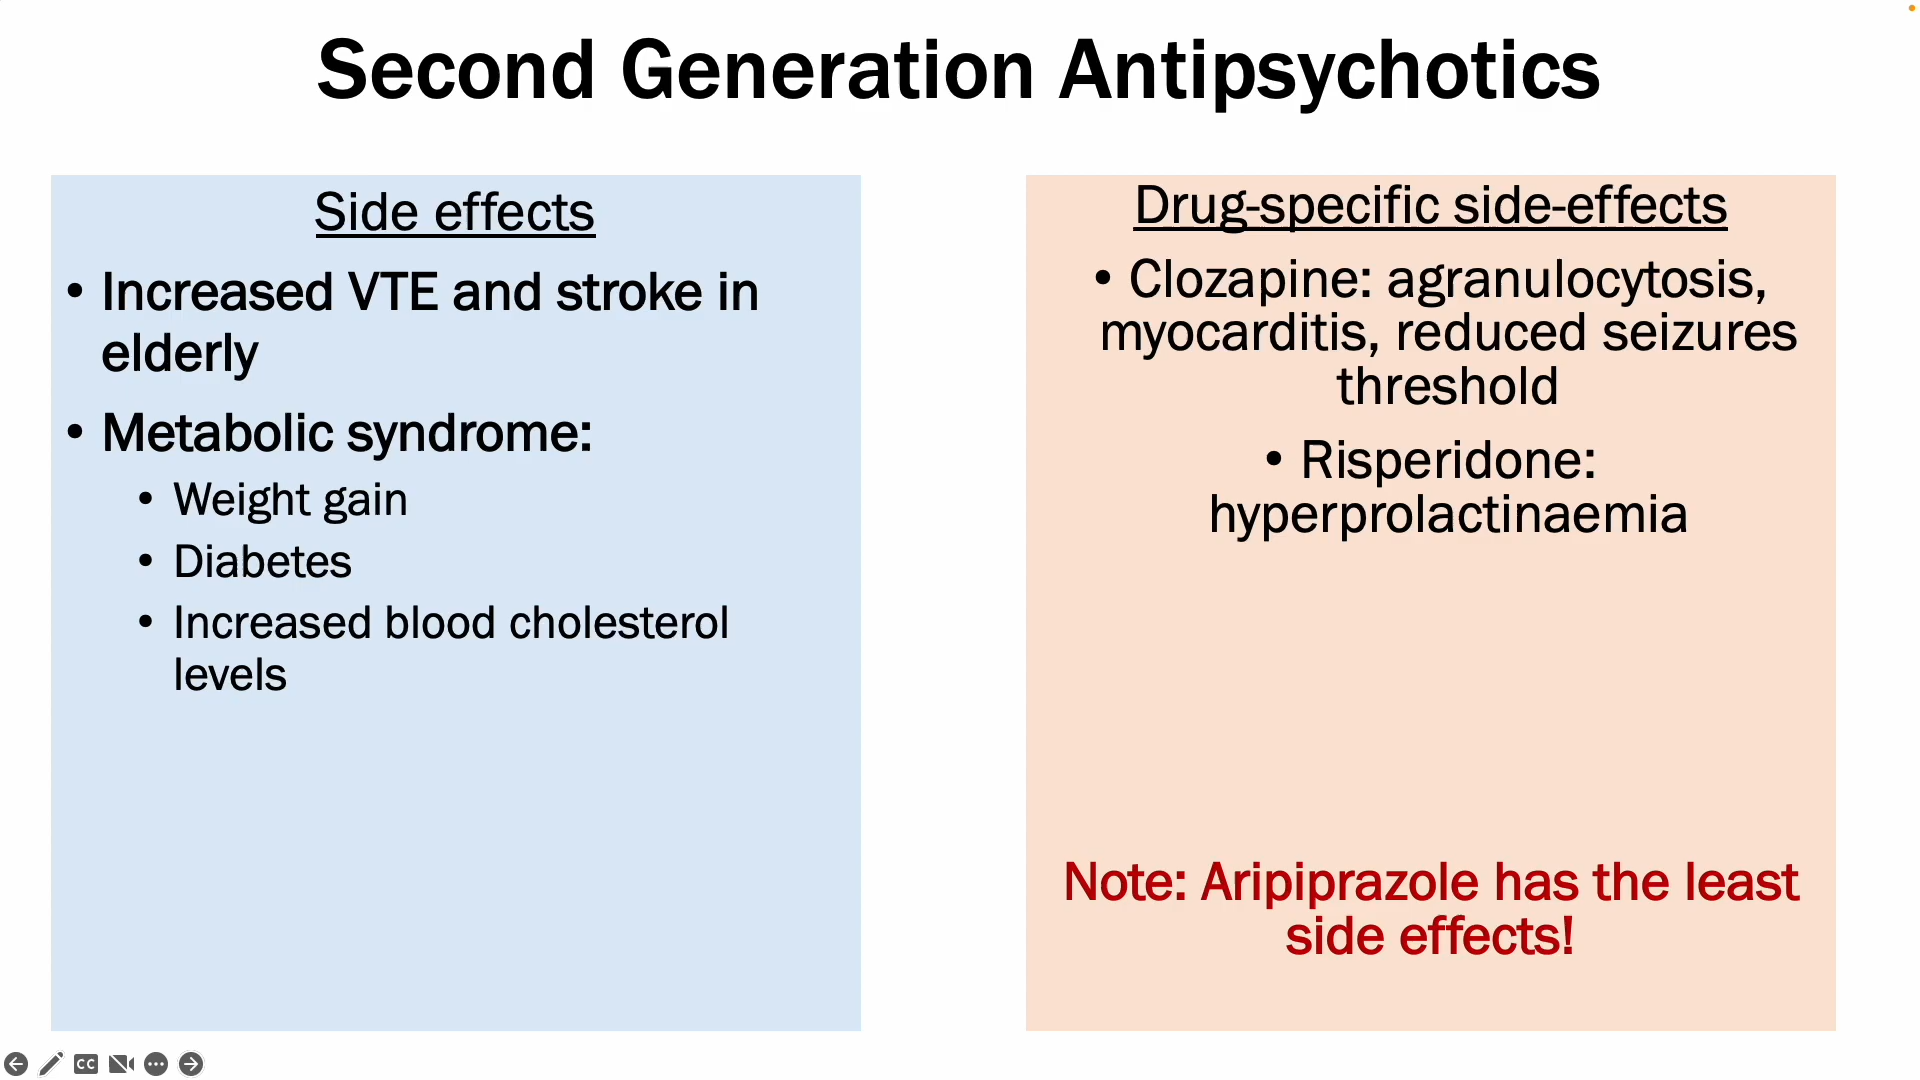 Second Generation Antipsychotics
Side effects
• Increased VTE and stroke in
elderly
• Metabolic syndrome:
• Weight gain
• Diabetes
• Increased blood cholesterol
levels
Drug-specific side-effects
• Clozapine: agranulocytosis,
myocarditis, reduced seizures
threshold
• Risperidone:
hyperprolactinaemia
Note: Aripiprazole has the least
side effects!
CC